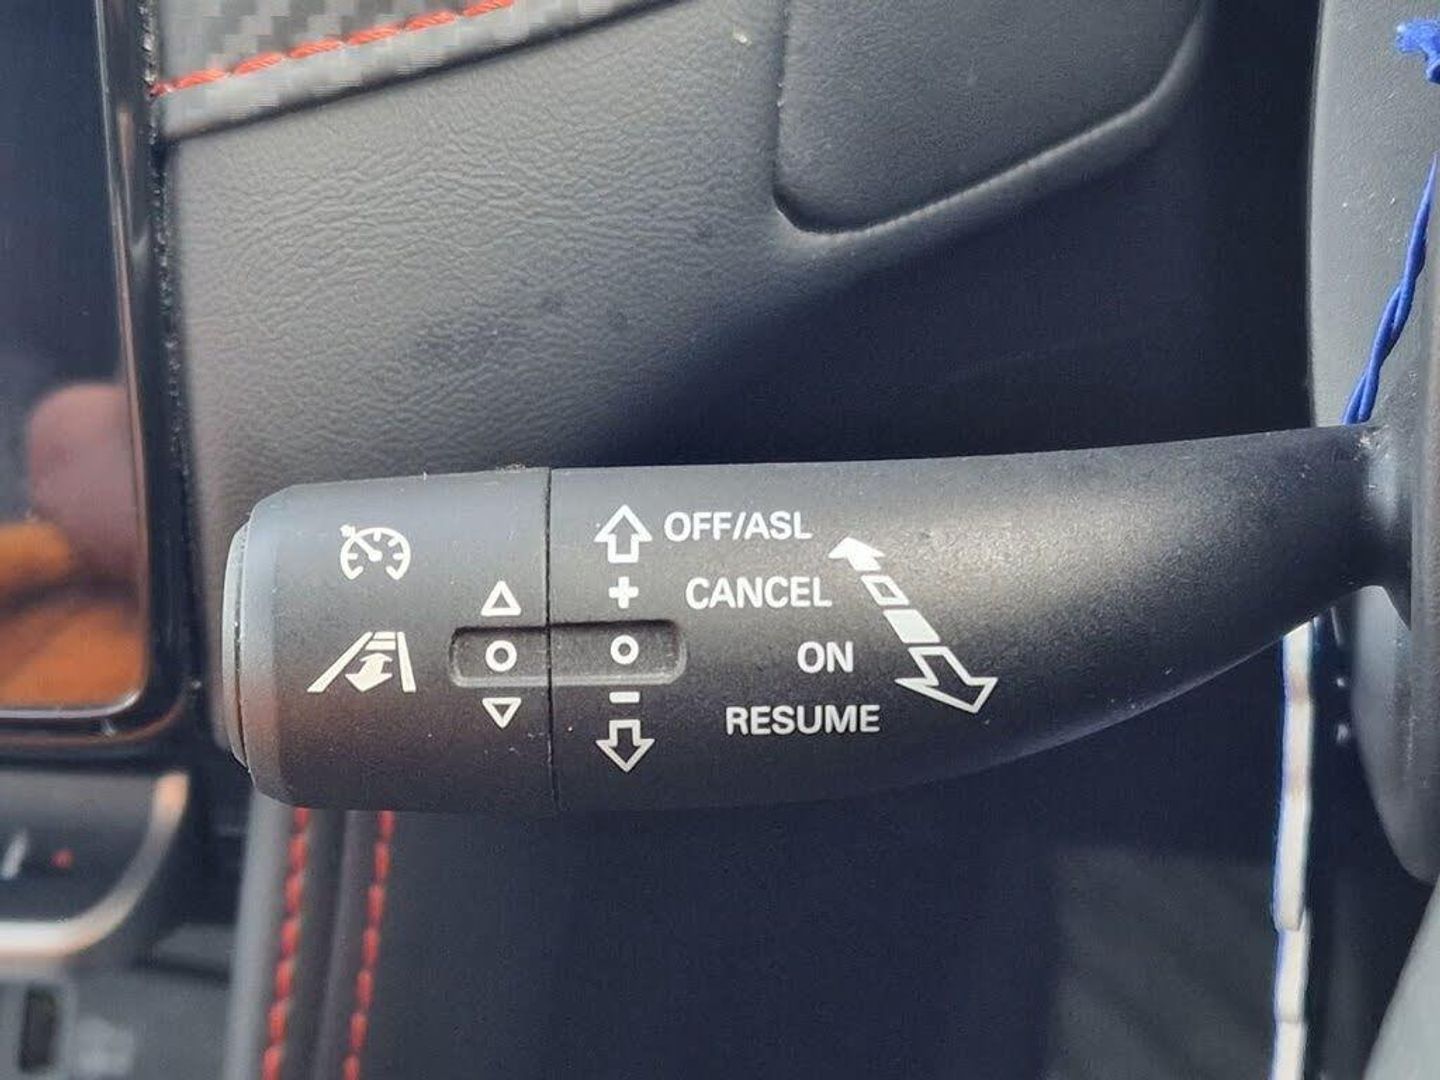 OFF/ASL
+
CANCEL
O
O
ON
−
RESUME